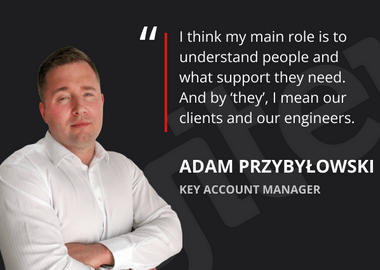 “
I think my main role is to
understand people and
what support they need.
And by ‘they’, I mean our
clients and our engineers.
ADAM PRZYBYŁOWSKI
KEY ACCOUNT MANAGER